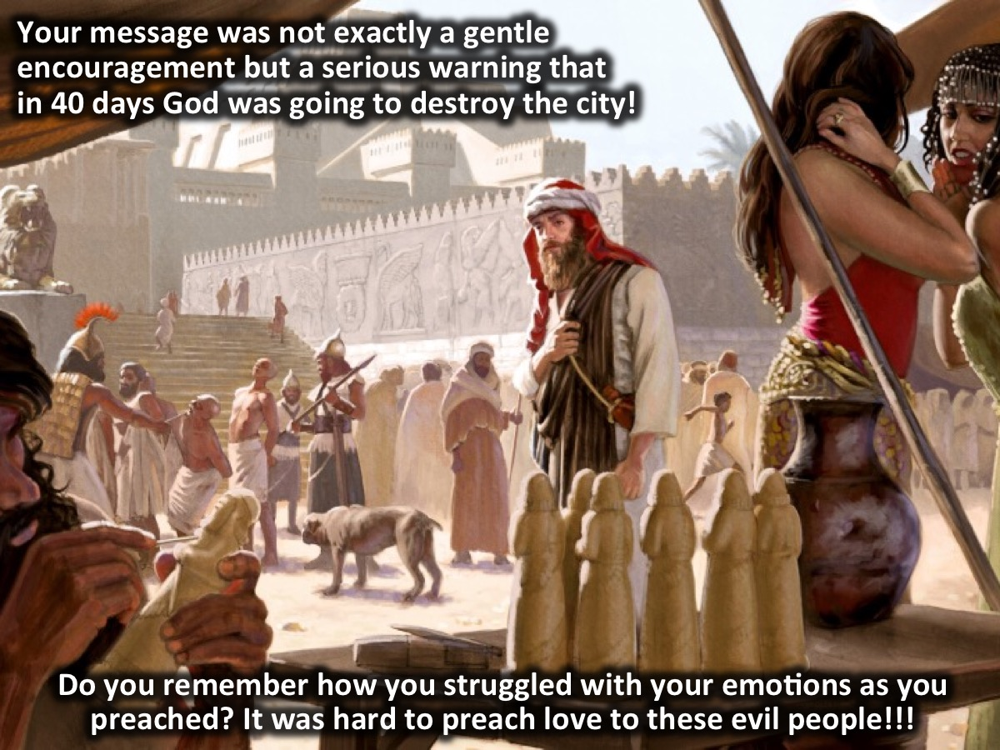 Your message was not exactly a gentle
encouragement but a serious warning that
in 40 days God was going to destroy the city!
Do you remember how you struggled with your emotions as you
preached? It was hard to preach love to these evil people!!!